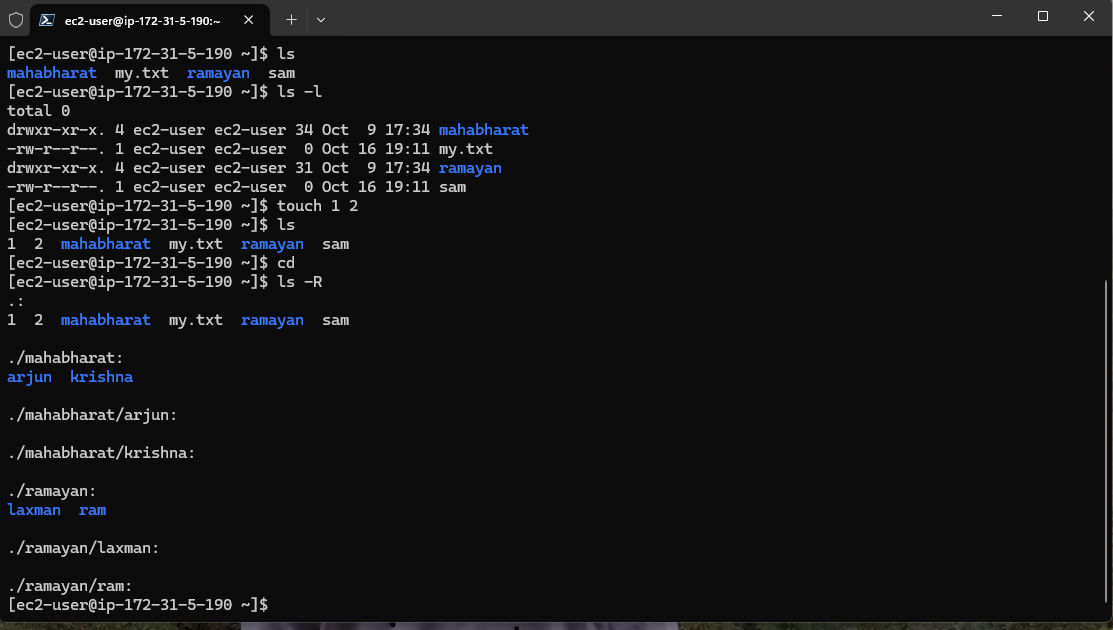 ec2-user@ip-172-31-5-190:~
[ec2-user@ip-172-31-5-190 ~]$ ls
mahabharat  my.txt  ramayan  sam
[ec2-user@ip-172-31-5-190 ~]$ ls -l
total 0
drwxr-xr-x. 4 ec2-user ec2-user 34 Oct  9 17:34 mahabharat
-rw-r--r--. 1 ec2-user ec2-user  0 Oct 16 19:11 my.txt
drwxr-xr-x. 4 ec2-user ec2-user 31 Oct  9 17:34 ramayan
-rw-r--r--. 1 ec2-user ec2-user  0 Oct 16 19:11 sam
[ec2-user@ip-172-31-5-190 ~]$ touch 1 2
[ec2-user@ip-172-31-5-190 ~]$ ls
1  2  mahabharat  my.txt  ramayan  sam
[ec2-user@ip-172-31-5-190 ~]$ cd
[ec2-user@ip-172-31-5-190 ~]$ ls -R
.:
1  2  mahabharat  my.txt  ramayan  sam
./mahabharat:
arjun  krishna
./mahabharat/arjun:
./mahabharat/krishna:
./ramayan:
laxman  ram
./ramayan/laxman:
./ramayan/ram:
[ec2-user@ip-172-31-5-190 ~]$